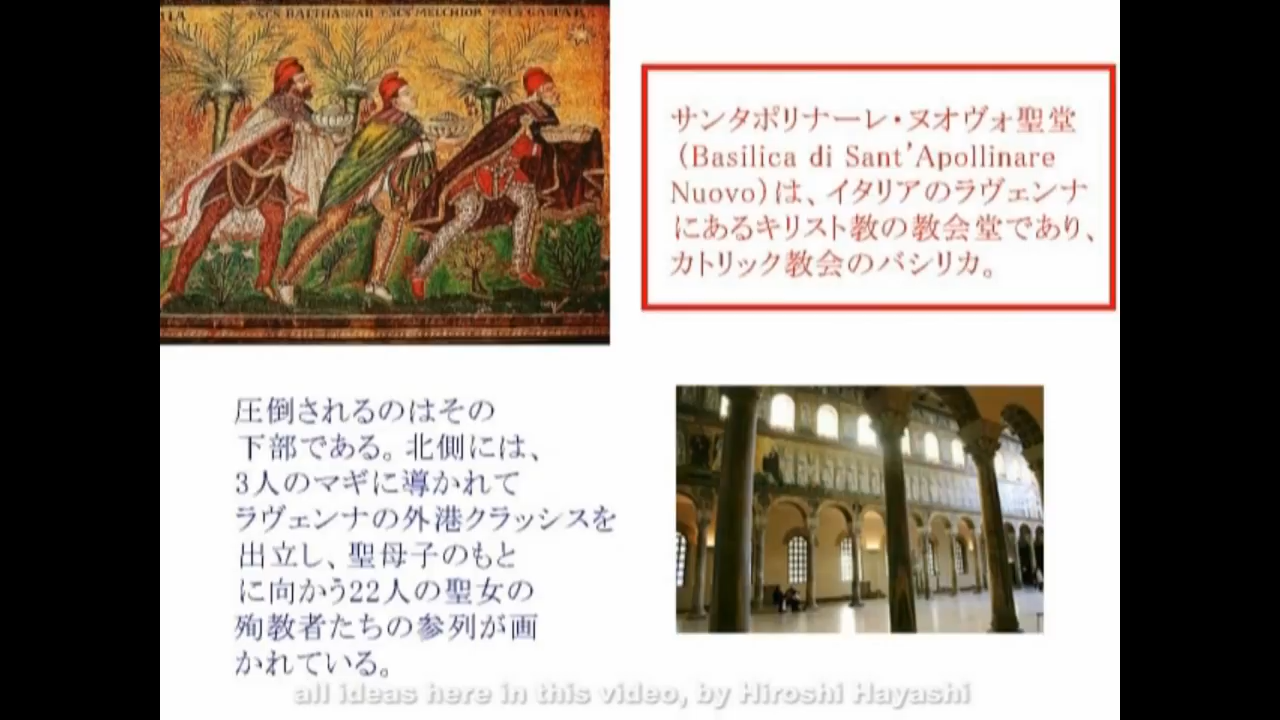 +SCS BALTHASSAR +SCS MELCHIOR
サンタポリナーレ・ヌオヴォ聖堂
(Basilica di Sant'Apollinare
Nuovo)は、イタリアのラヴェンナ
にあるキリスト教の教会堂であり、
カトリック教会のバシリカ。
圧倒されるのはその
下部である。北側には、
3人のマギに導かれて
ラヴェンナの外港クラッシスを
出立し、聖母子のもと
に向かう22人の聖女の
殉教者たちの参列が画
かれている。
all ideas here in this video, by Hiroshi Hayashi